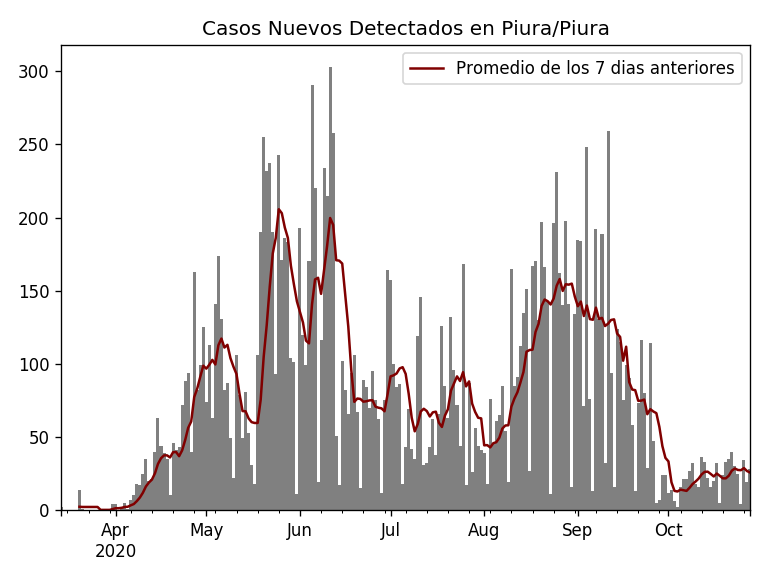 Casos Nuevos Detectados en Piura/Piura
Promedio de los 7 dias anteriores
300
250
200
150
100
50
0
Apr May Jun Jul Aug Sep Oct
2020